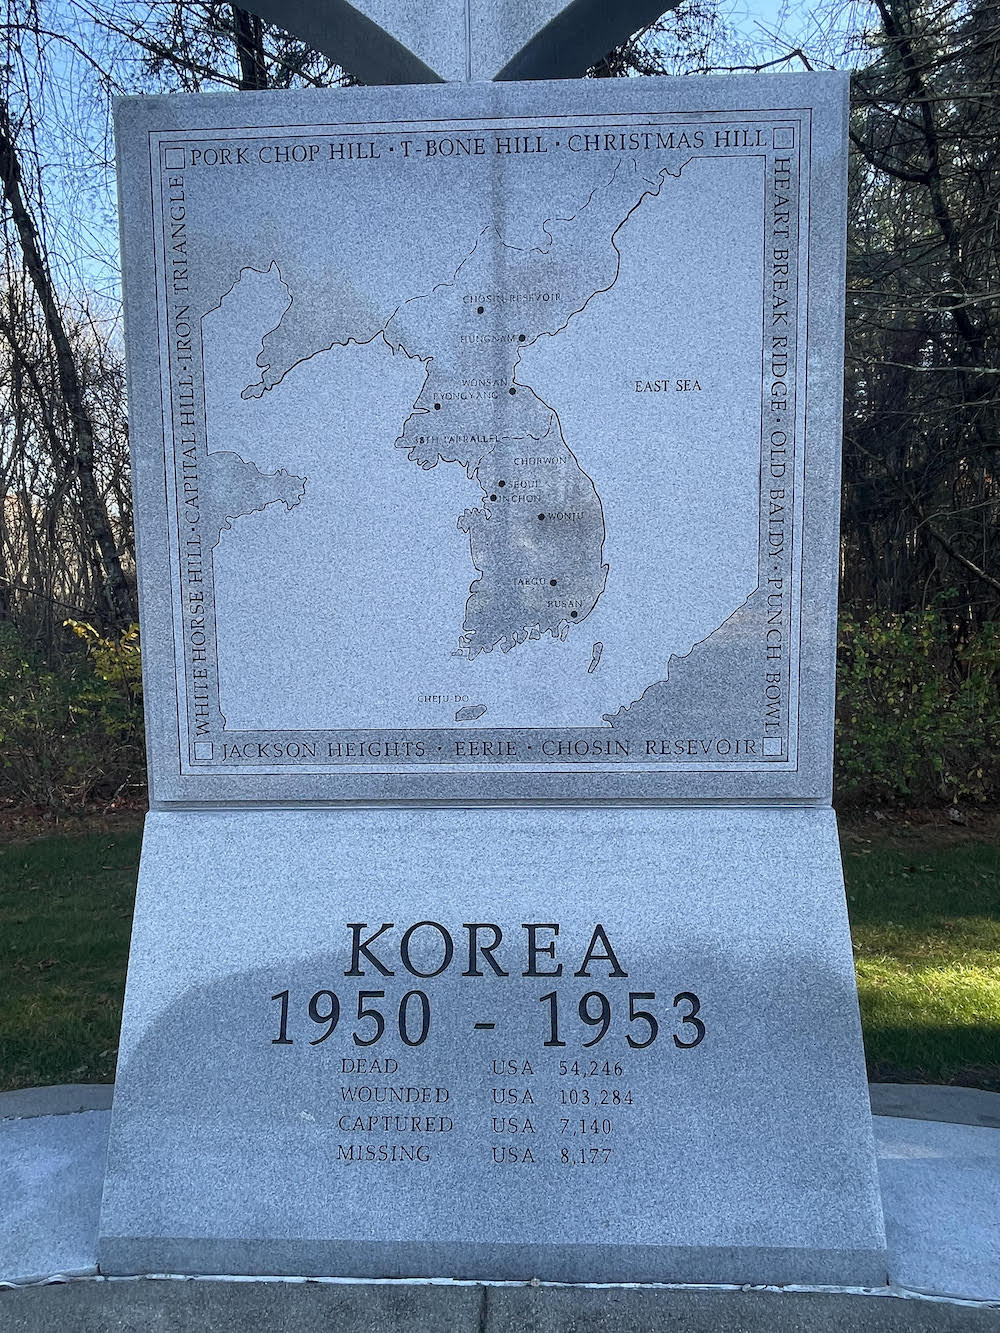 PORK CHOP HILL · T-BONE HILL · CHRISTMAS HILL
HEART BREAK RIDGE · OLD BALDY · PUNCH BOWL
WHITE HORSE HILL · CAPITAL HILL · IRON TRIANGLE
CHOSIN RESEVOIR
HUNGNAM
EAST SEA
WONSAN
PYONGYANG
38TH PARRALLEL
CHORWON
SEOUL
INCHON
WONJU
TAEGU
BUSAN
CHEJU-DO
JACKSON HEIGHTS · EERIE · CHOSIN RESEVOIR
KOREA
1950 - 1953
DEAD USA 54,246
WOUNDED USA 103,284
CAPTURED USA 7,140
MISSING USA 8,177